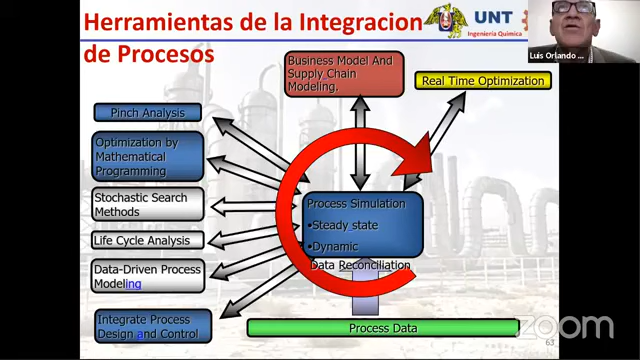 Herramientas de la Integracion
de Procesos
UNT
Ingeniería Química
Luis Orlando ...
Business Model And
Supply Chain
Modeling.
Real Time Optimization
Pinch Analysis
Optimization by
Mathematical
Programming
Stochastic Search
Methods
Life Cycle Analysis
Data-Driven Process
Modeling
Integrate Process
Design and Control
Process Simulation
•Steady state
•Dynamic
Data Reconciliation
Process Data
63
zoom